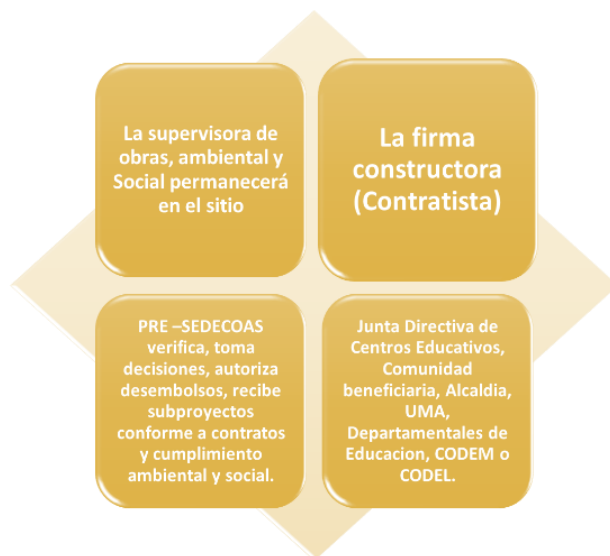 La supervisora de
obras, ambiental y
Social permanecerá
en el sitio
La firma
constructora
(Contratista)
PRE –SEDECOAS
verifica, toma
decisiones, autoriza
desembolsos, recibe
subproyectos
conforme a contratos
y cumplimiento
ambiental y social.
Junta Directiva de
Centros Educativos,
Comunidad
beneficiaria, Alcaldia,
UMA,
Departamentales de
Educacion, CODEM o
CODEL.